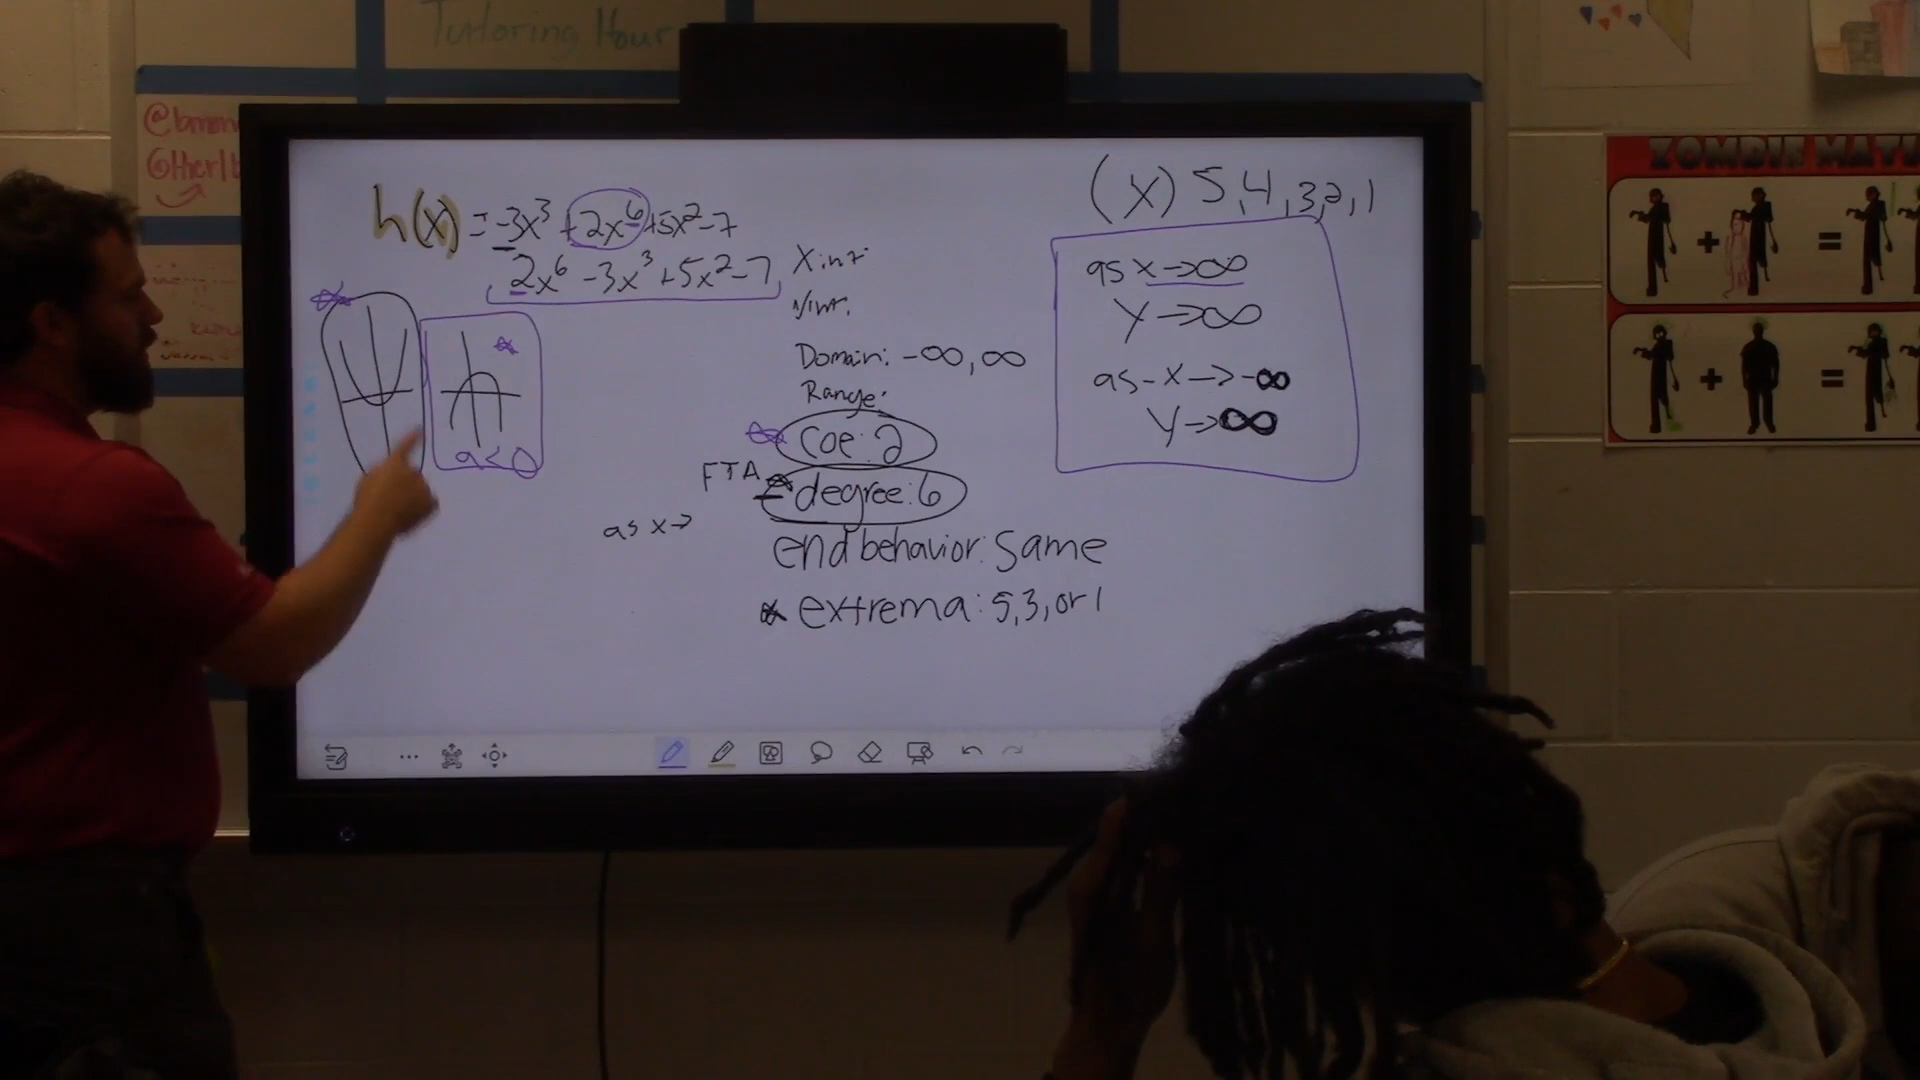 Tutoring Hour
@bmm
@Herlb
h(x) = -3x³ + 2x⁶ + 5x² - 7
2x⁶ - 3x³ + 5x² - 7
X int
Y int.
Domain: -∞, ∞
Range:
Coe: 2
FTA
degree: 6
as x →
end behavior: Same
extrema: 5,3, or 1
a < 0
(x) 5,4,3,2,1
as x → ∞
Y → ∞
as -x → -∞
Y → ∞
ZOMBIE MATH
+ =
+ =